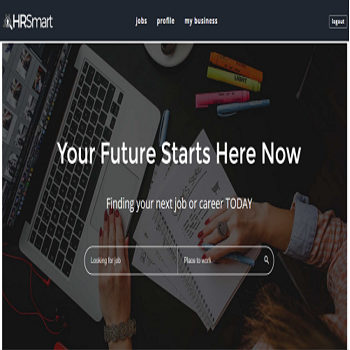 HRSmart
jobs profile my business
logout
Your Future Starts Here Now
Finding your next job or career TODAY
Looking for job
Place to work